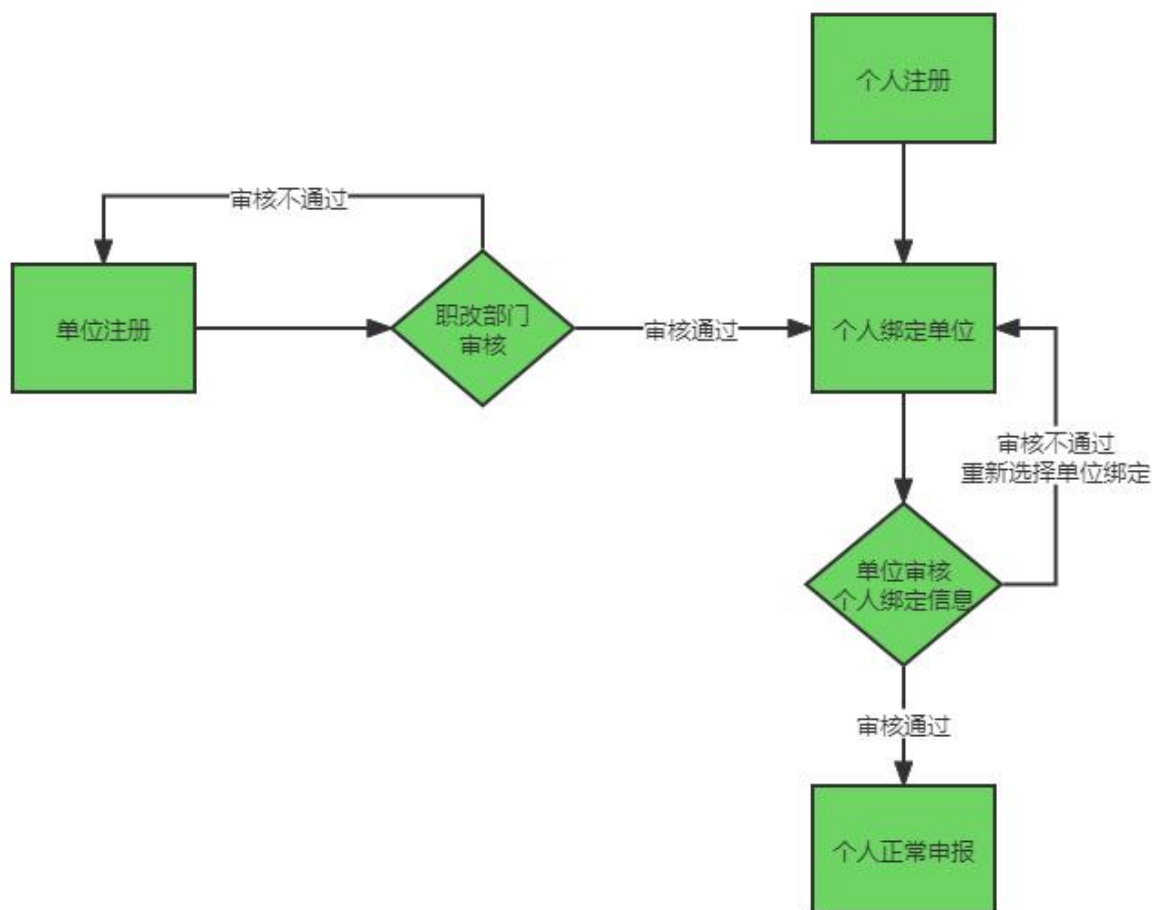 个人注册
审核不通过
单位注册
职改部门
审核
审核通过
个人绑定单位
审核不通过
重新选择单位绑定
单位审核
个人绑定信息
审核通过
个人正常申报